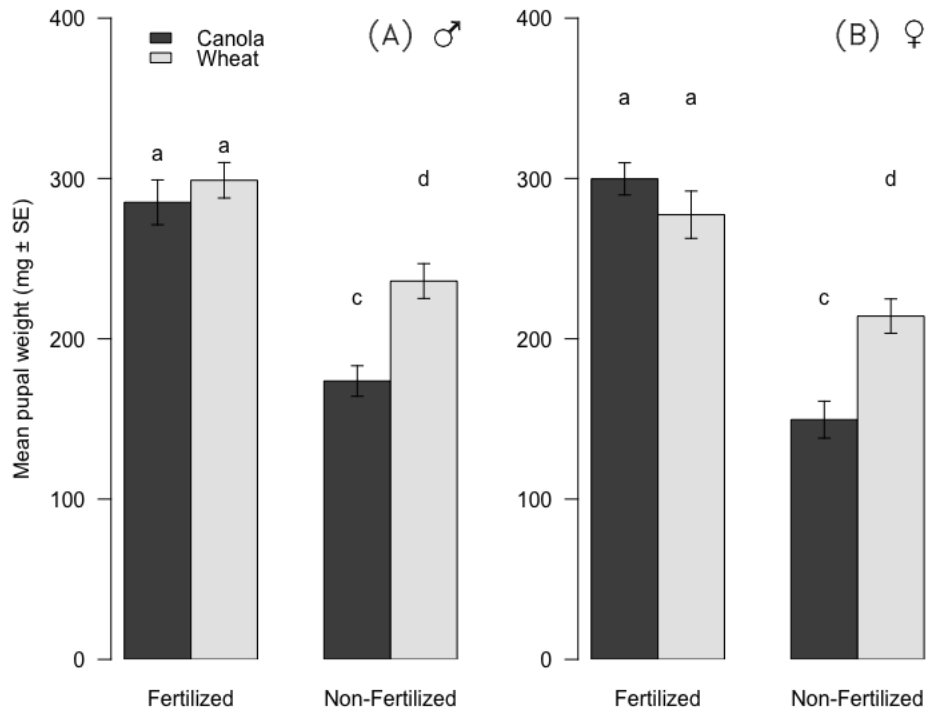 400
300
200
100
0
Mean pupal weight (mg ± SE)
Canola
Wheat
(A) ♂
a
a
c
d
Fertilized
Non-Fertilized
400
300
200
100
0
(B) ♀
a
a
c
d
Fertilized
Non-Fertilized